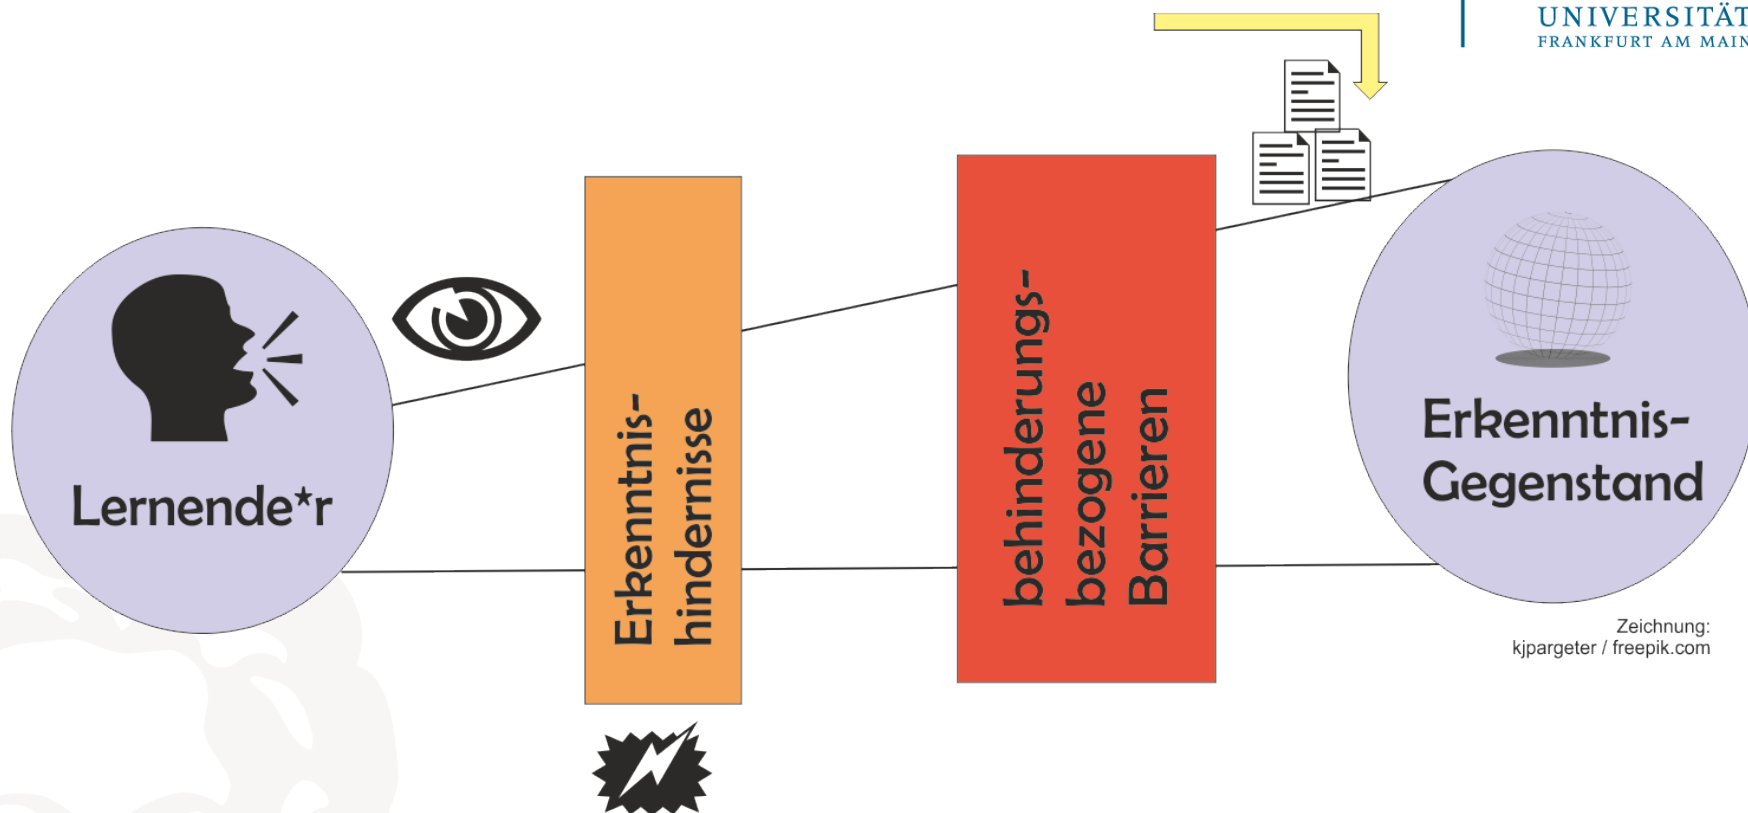 UNIVERSITÄT
FRANKFURT AM MAIN
Lernende*r
Erkenntnis-
hindernisse
behinderungs-
bezogene
Barrieren
Erkenntnis-
Gegenstand
Zeichnung:
kjpargeter / freepik.com